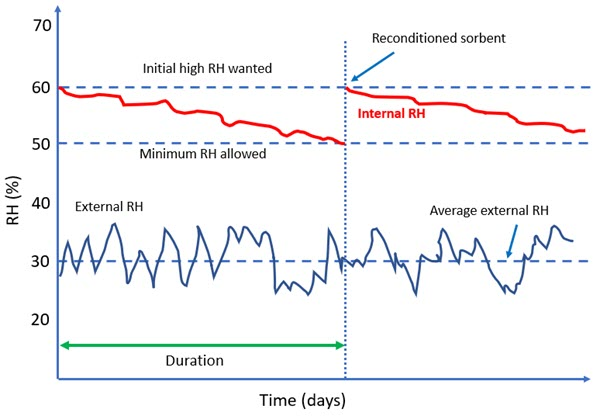 70
Reconditioned sorbent
Initial high RH wanted
60
Internal RH
50
Minimum RH allowed
40
External RH
Average external RH
RH (%)
30
20
Duration
Time (days)